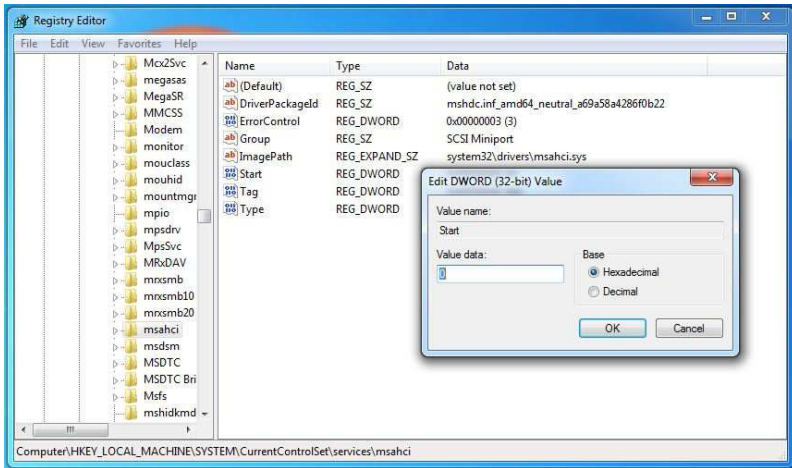 Registry Editor
File Edit View Favorites Help
Mcx2Svc
megasas
MegaSR
MMCSS
Modem
monitor
mouclass
mouhid
mountmgr
mpio
mpsdrv
MpsSvc
MRxDAV
mrxsmb
mrxsmb10
mrxsmb20
msahci
msdsm
MSDTC
MSDTC Bri
Msfs
mshidkmd
Name Type Data
(Default) REG_SZ (value not set)
DriverPackageId REG_SZ mshdc.inf_amd64_neutral_a69a58a4286f0b22
ErrorControl REG_DWORD 0x00000003 (3)
Group REG_SZ SCSI Miniport
ImagePath REG_EXPAND_SZ system32\drivers\msahci.sys
Start REG_DWORD
Tag REG_DWORD
Type REG_DWORD
Edit DWORD (32-bit) Value
Value name:
Start
Value data:
0
Base
Hexadecimal
Decimal
OK Cancel
Computer\HKEY_LOCAL_MACHINE\SYSTEM\CurrentControlSet\services\msahci